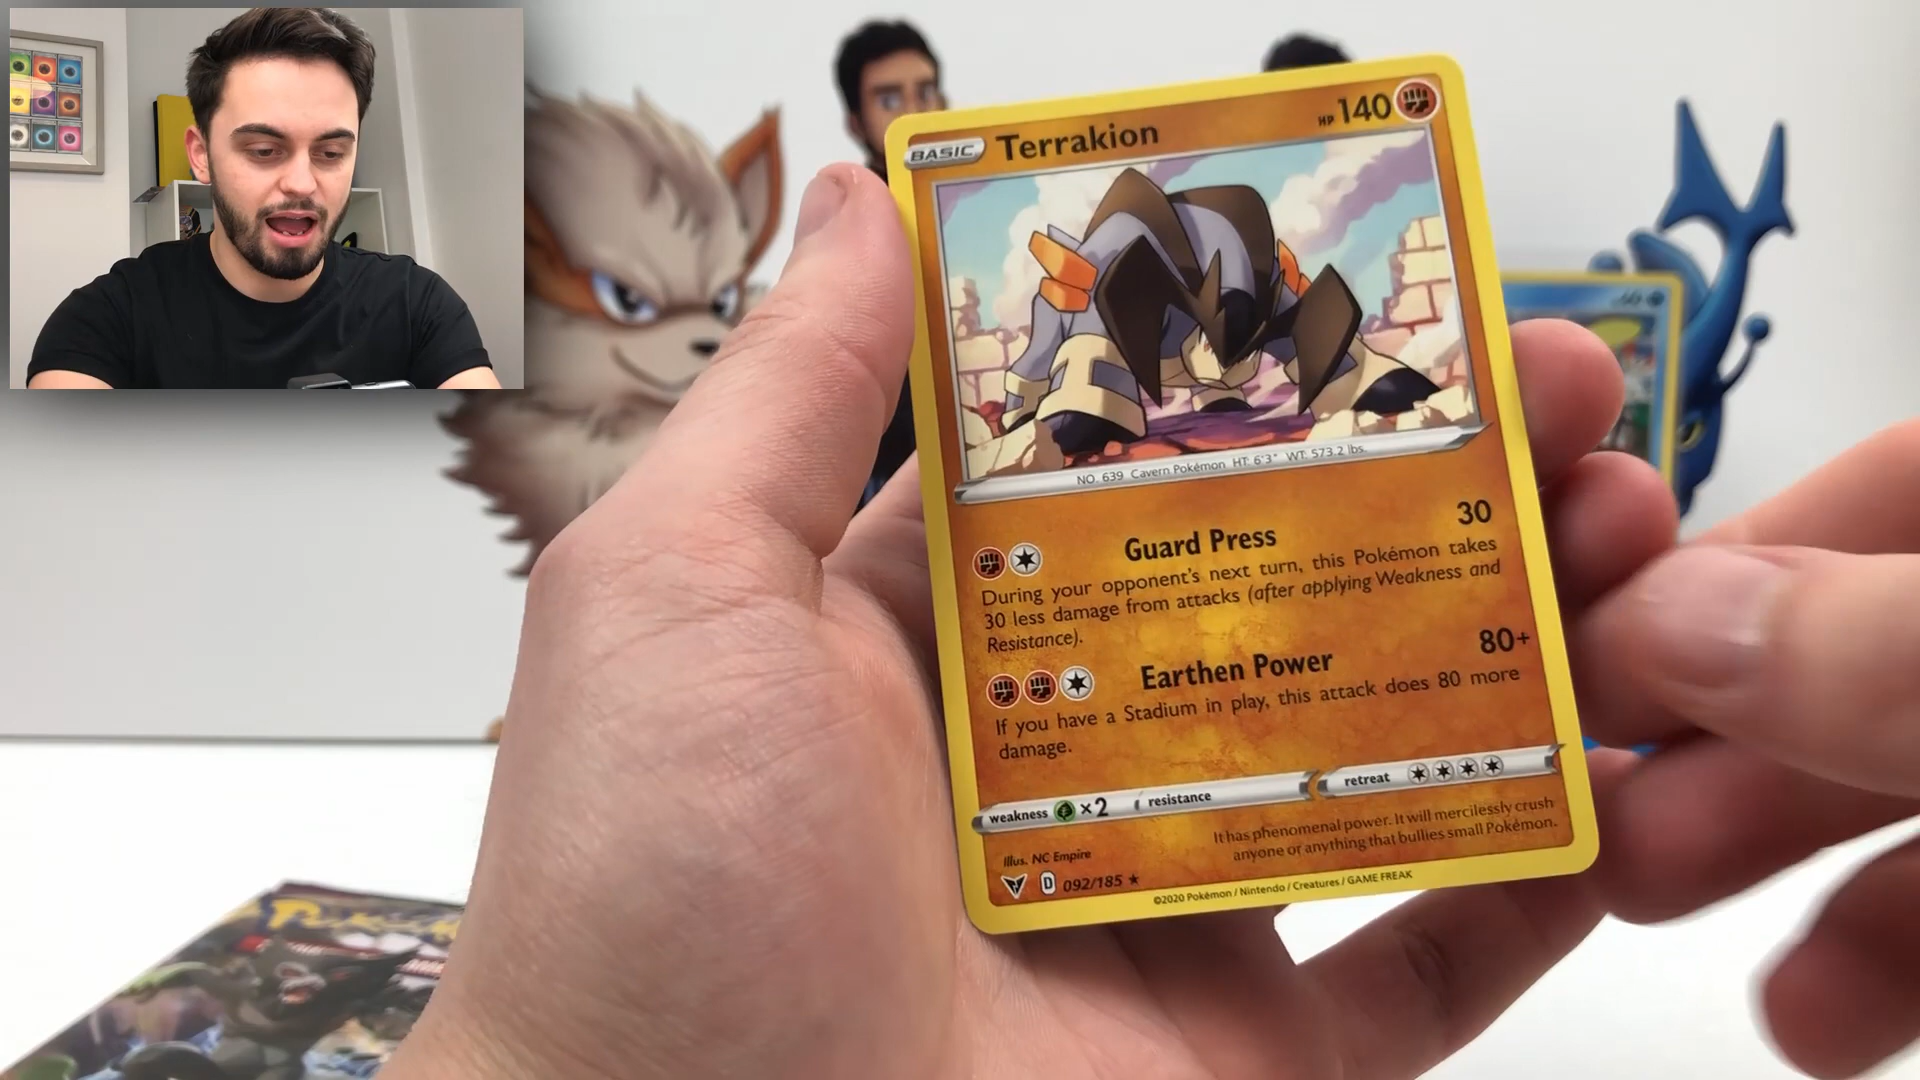 BASIC Terrakion HP 140
NO. 639 Cavern Pokémon HT: 6'3" WT: 573.2 lbs.
Guard Press 30
During your opponent's next turn, this Pokémon takes
30 less damage from attacks (after applying Weakness and
Resistance).
Earthen Power 80+
If you have a Stadium in play, this attack does 80 more
damage.
weakness ×2 resistance retreat
It has phenomenal power. It will mercilessly crush
anyone or anything that bullies small Pokémon.
Illus. NC Empire
D 092/185 ★
©2020 Pokémon / Nintendo / Creatures / GAME FREAK
Pokémon